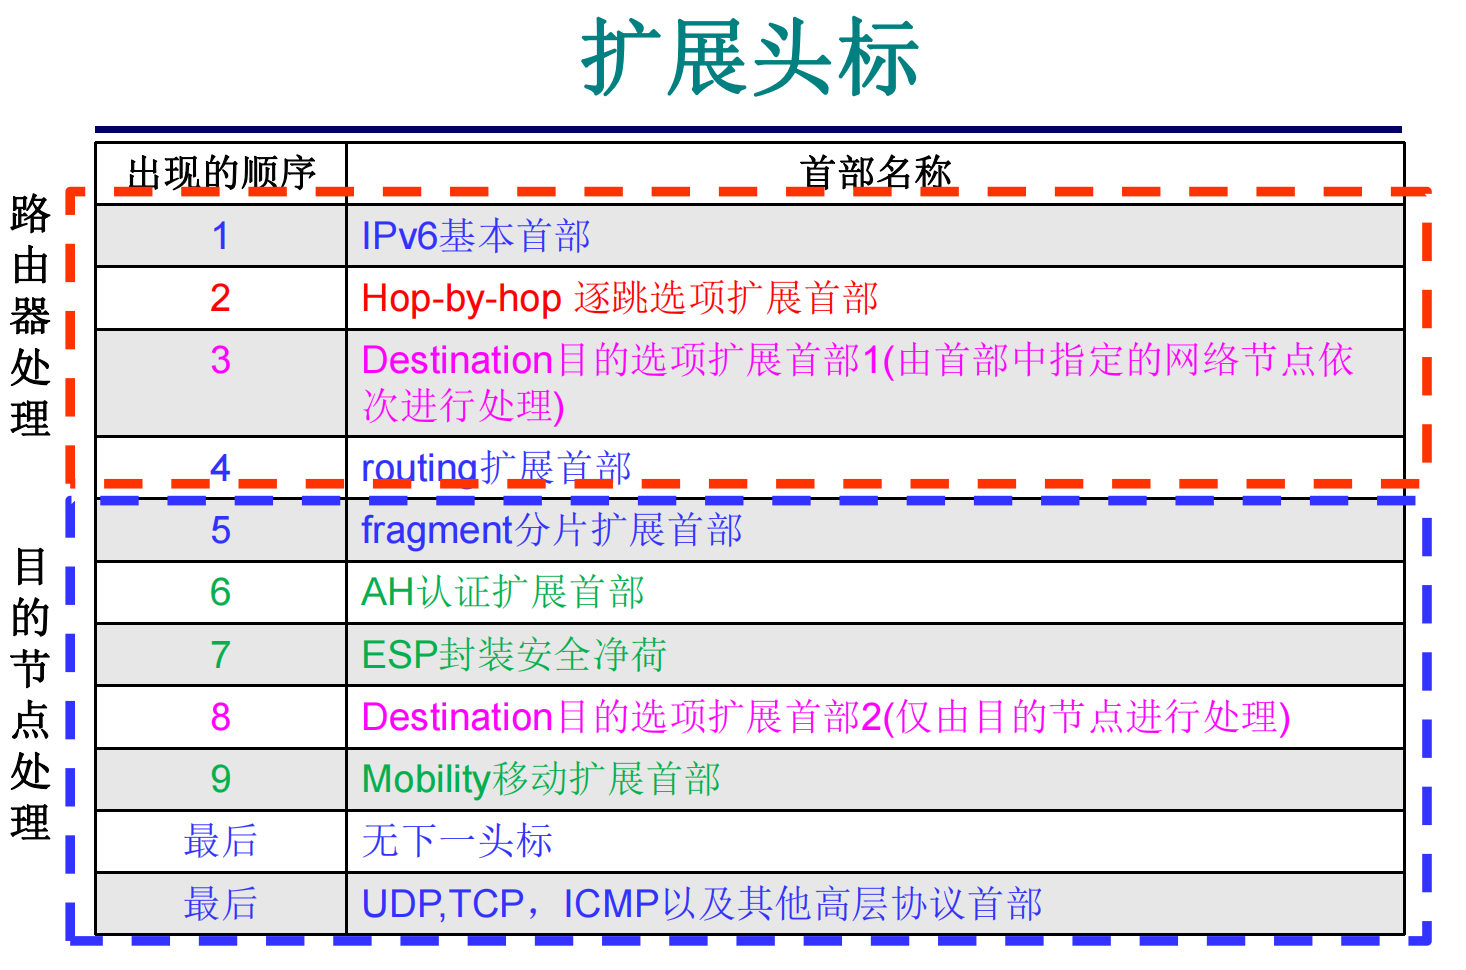 扩展头标
出现的顺序 首部名称
路由器处理
1 IPv6基本首部
2 Hop-by-hop 逐跳选项扩展首部
3 Destination目的选项扩展首部1(由首部中指定的网络节点依
次进行处理)
4 routing扩展首部
目的节点处理
5 fragment分片扩展首部
6 AH认证扩展首部
7 ESP封装安全净荷
8 Destination目的选项扩展首部2(仅由目的节点进行处理)
9 Mobility移动扩展首部
最后 无下一头标
最后 UDP,TCP，ICMP以及其他高层协议首部